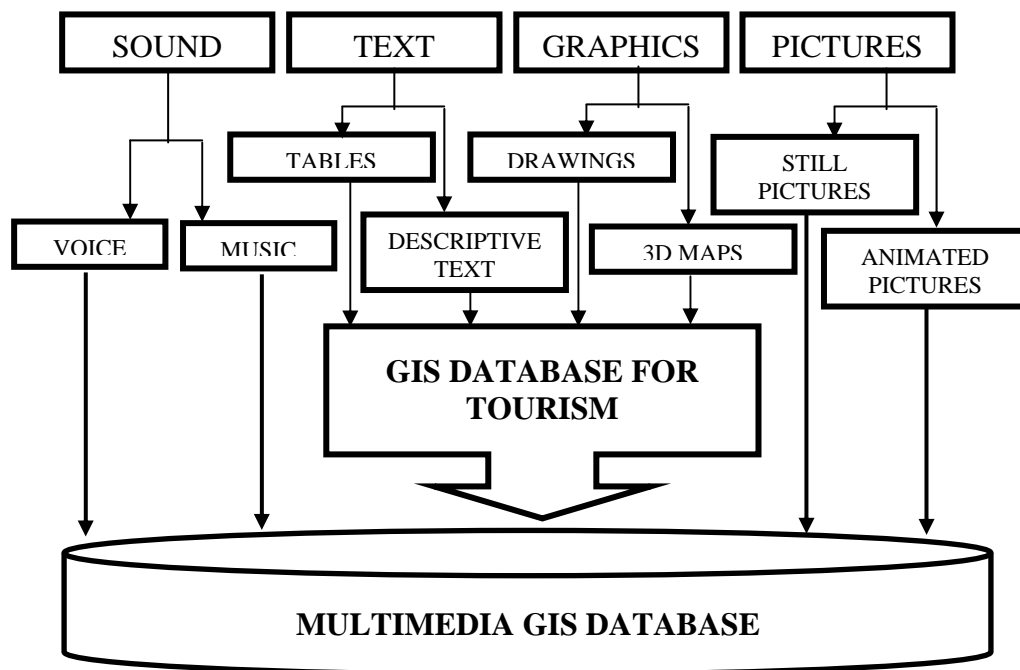 SOUND
TEXT
GRAPHICS
PICTURES
TABLES
DRAWINGS
STILL
PICTURES
VOICE
MUSIC
DESCRIPTIVE
TEXT
3D MAPS
ANIMATED
PICTURES
GIS DATABASE FOR
TOURISM
MULTIMEDIA GIS DATABASE